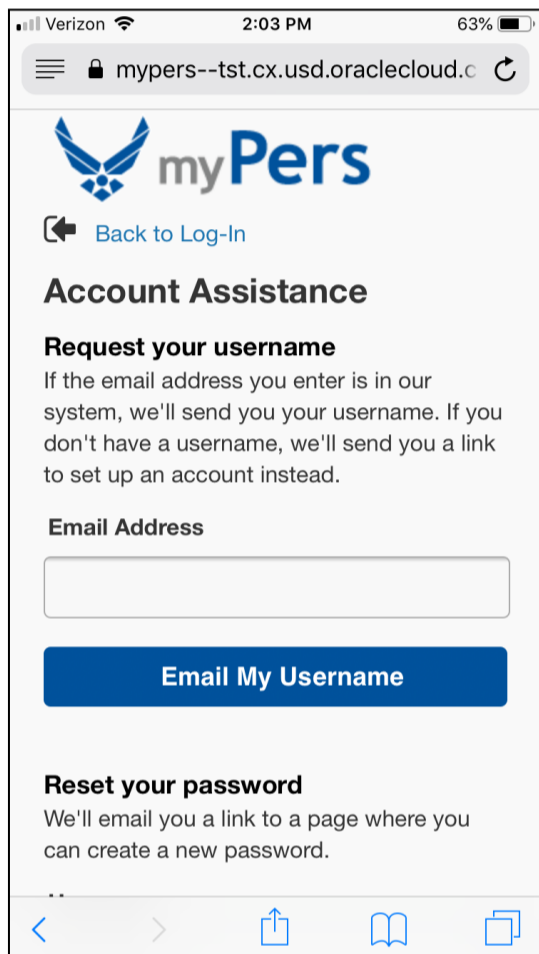 Verizon 2:03 PM 63%
mypers--tst.cx.usd.oraclecloud.c
myPers
Back to Log-In
Account Assistance
Request your username
If the email address you enter is in our
system, we'll send you your username. If you
don't have a username, we'll send you a link
to set up an account instead.
Email Address
Email My Username
Reset your password
We'll email you a link to a page where you
can create a new password.